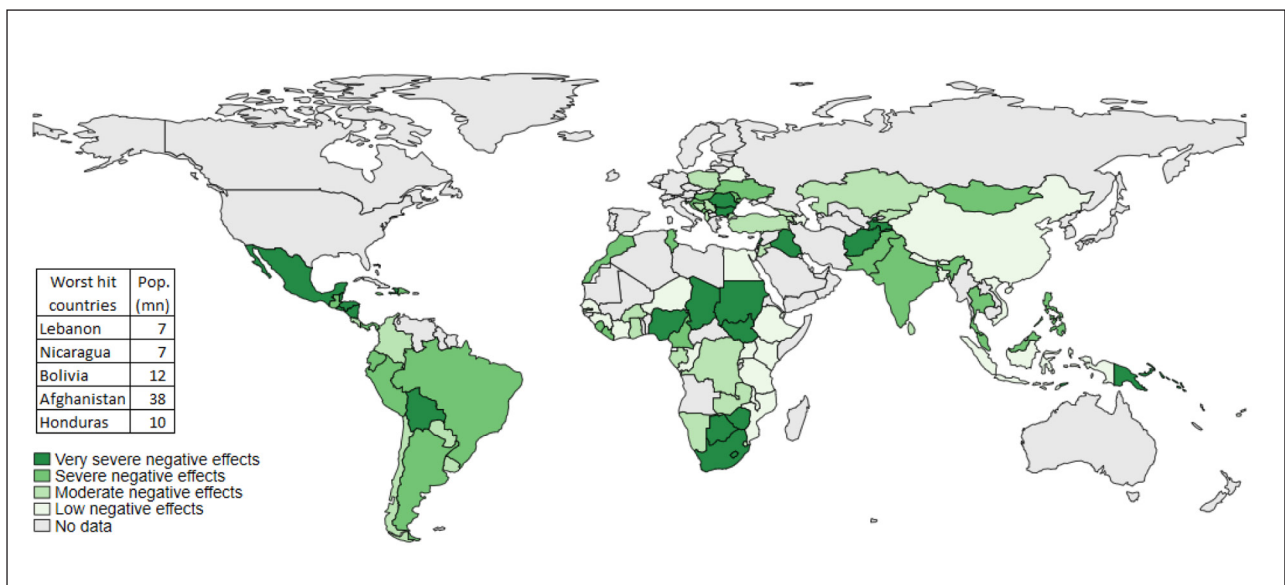 Worst hit Pop.
countries (mn)
Lebanon 7
Nicaragua 7
Bolivia 12
Afghanistan 38
Honduras 10
Very severe negative effects
Severe negative effects
Moderate negative effects
Low negative effects
No data